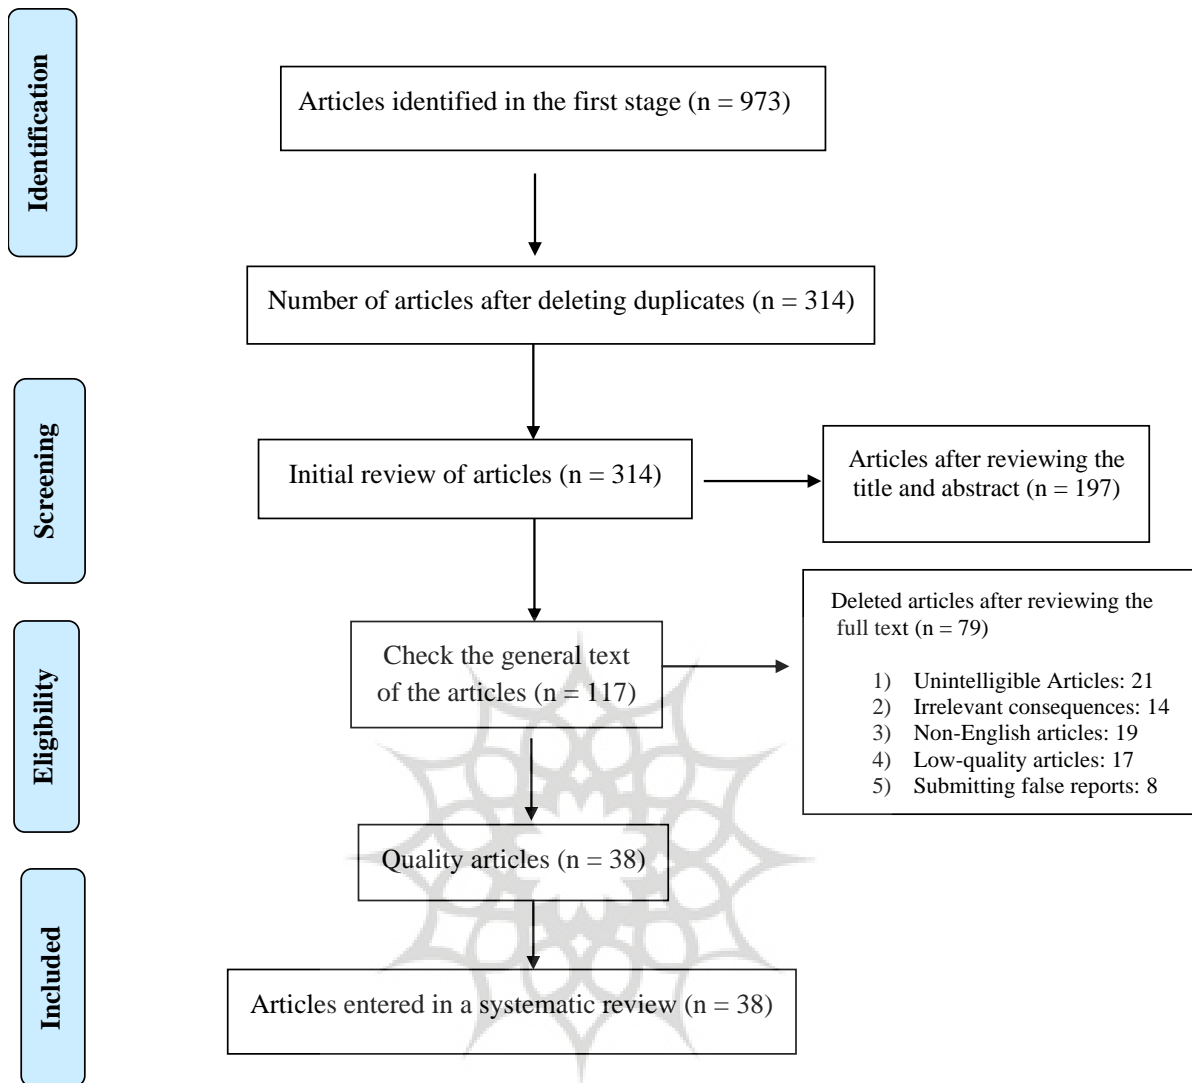 Identification
Articles identified in the first stage (n = 973)
Number of articles after deleting duplicates (n = 314)
Screening
Initial review of articles (n = 314)
Articles after reviewing the
title and abstract (n = 197)
Eligibility
Check the general text
of the articles (n = 117)
Deleted articles after reviewing the
full text (n = 79)
1) Unintelligible Articles: 21
2) Irrelevant consequences: 14
3) Non-English articles: 19
4) Low-quality articles: 17
5) Submitting false reports: 8
Quality articles (n = 38)
Included
Articles entered in a systematic review (n = 38)